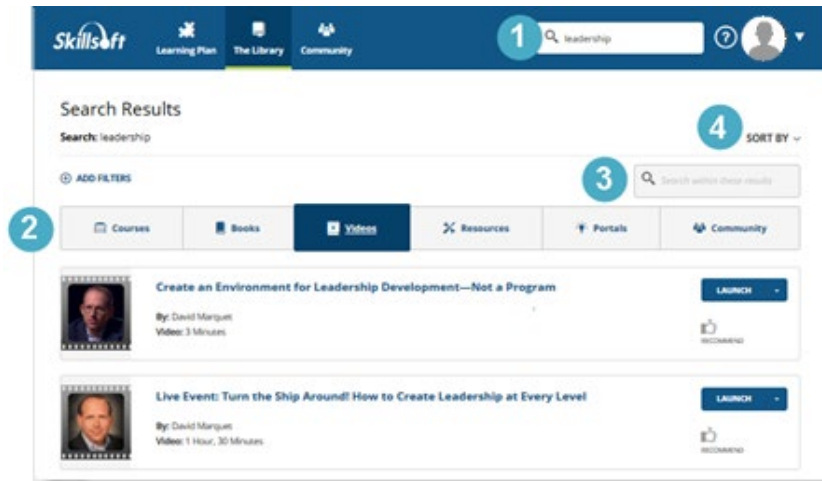 Skillsoft
Learning Plan
The Library
Community
1
leadership
?
Search Results
Search: leadership
4
SORT BY
ADD FILTERS
3
Search within these results
2
Courses
Books
Videos
Resources
Portals
Community
Create an Environment for Leadership Development—Not a Program
LAUNCH
By: David Marquet
Video: 3 Minutes
RECOMMEND
Live Event: Turn the Ship Around! How to Create Leadership at Every Level
LAUNCH
By: David Marquet
Video: 1 Hour, 30 Minutes
RECOMMEND